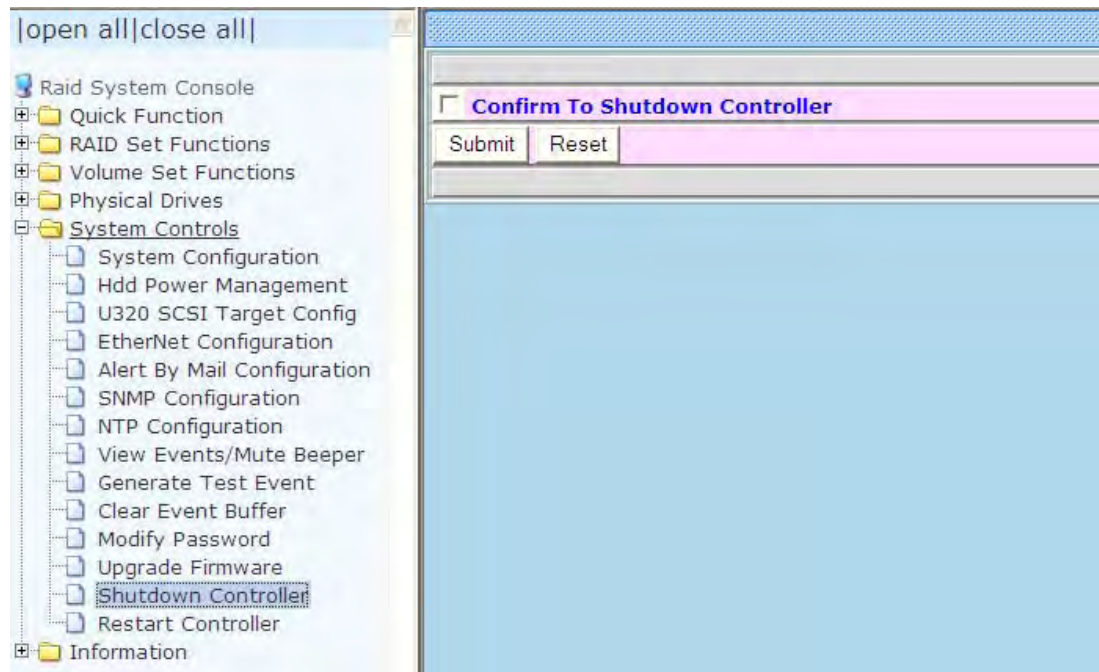 |open all|close all|
Raid System Console
Quick Function
RAID Set Functions
Volume Set Functions
Physical Drives
System Controls
System Configuration
Hdd Power Management
U320 SCSI Target Config
EtherNet Configuration
Alert By Mail Configuration
SNMP Configuration
NTP Configuration
View Events/Mute Beeper
Generate Test Event
Clear Event Buffer
Modify Password
Upgrade Firmware
Shutdown Controller
Restart Controller
Information
Confirm To Shutdown Controller
Submit Reset